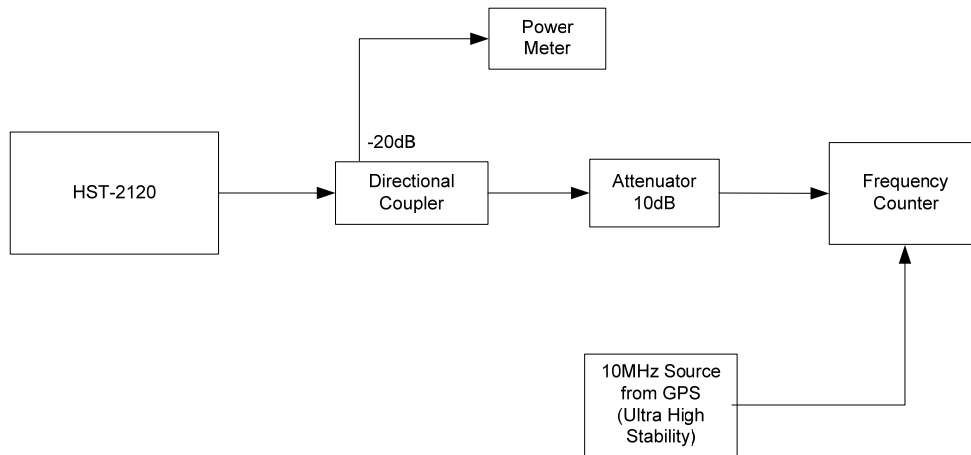 Power
Meter
-20dB
HST-2120
Directional
Coupler
Attenuator
10dB
Frequency
Counter
10MHz Source
from GPS
(Ultra High
Stability)